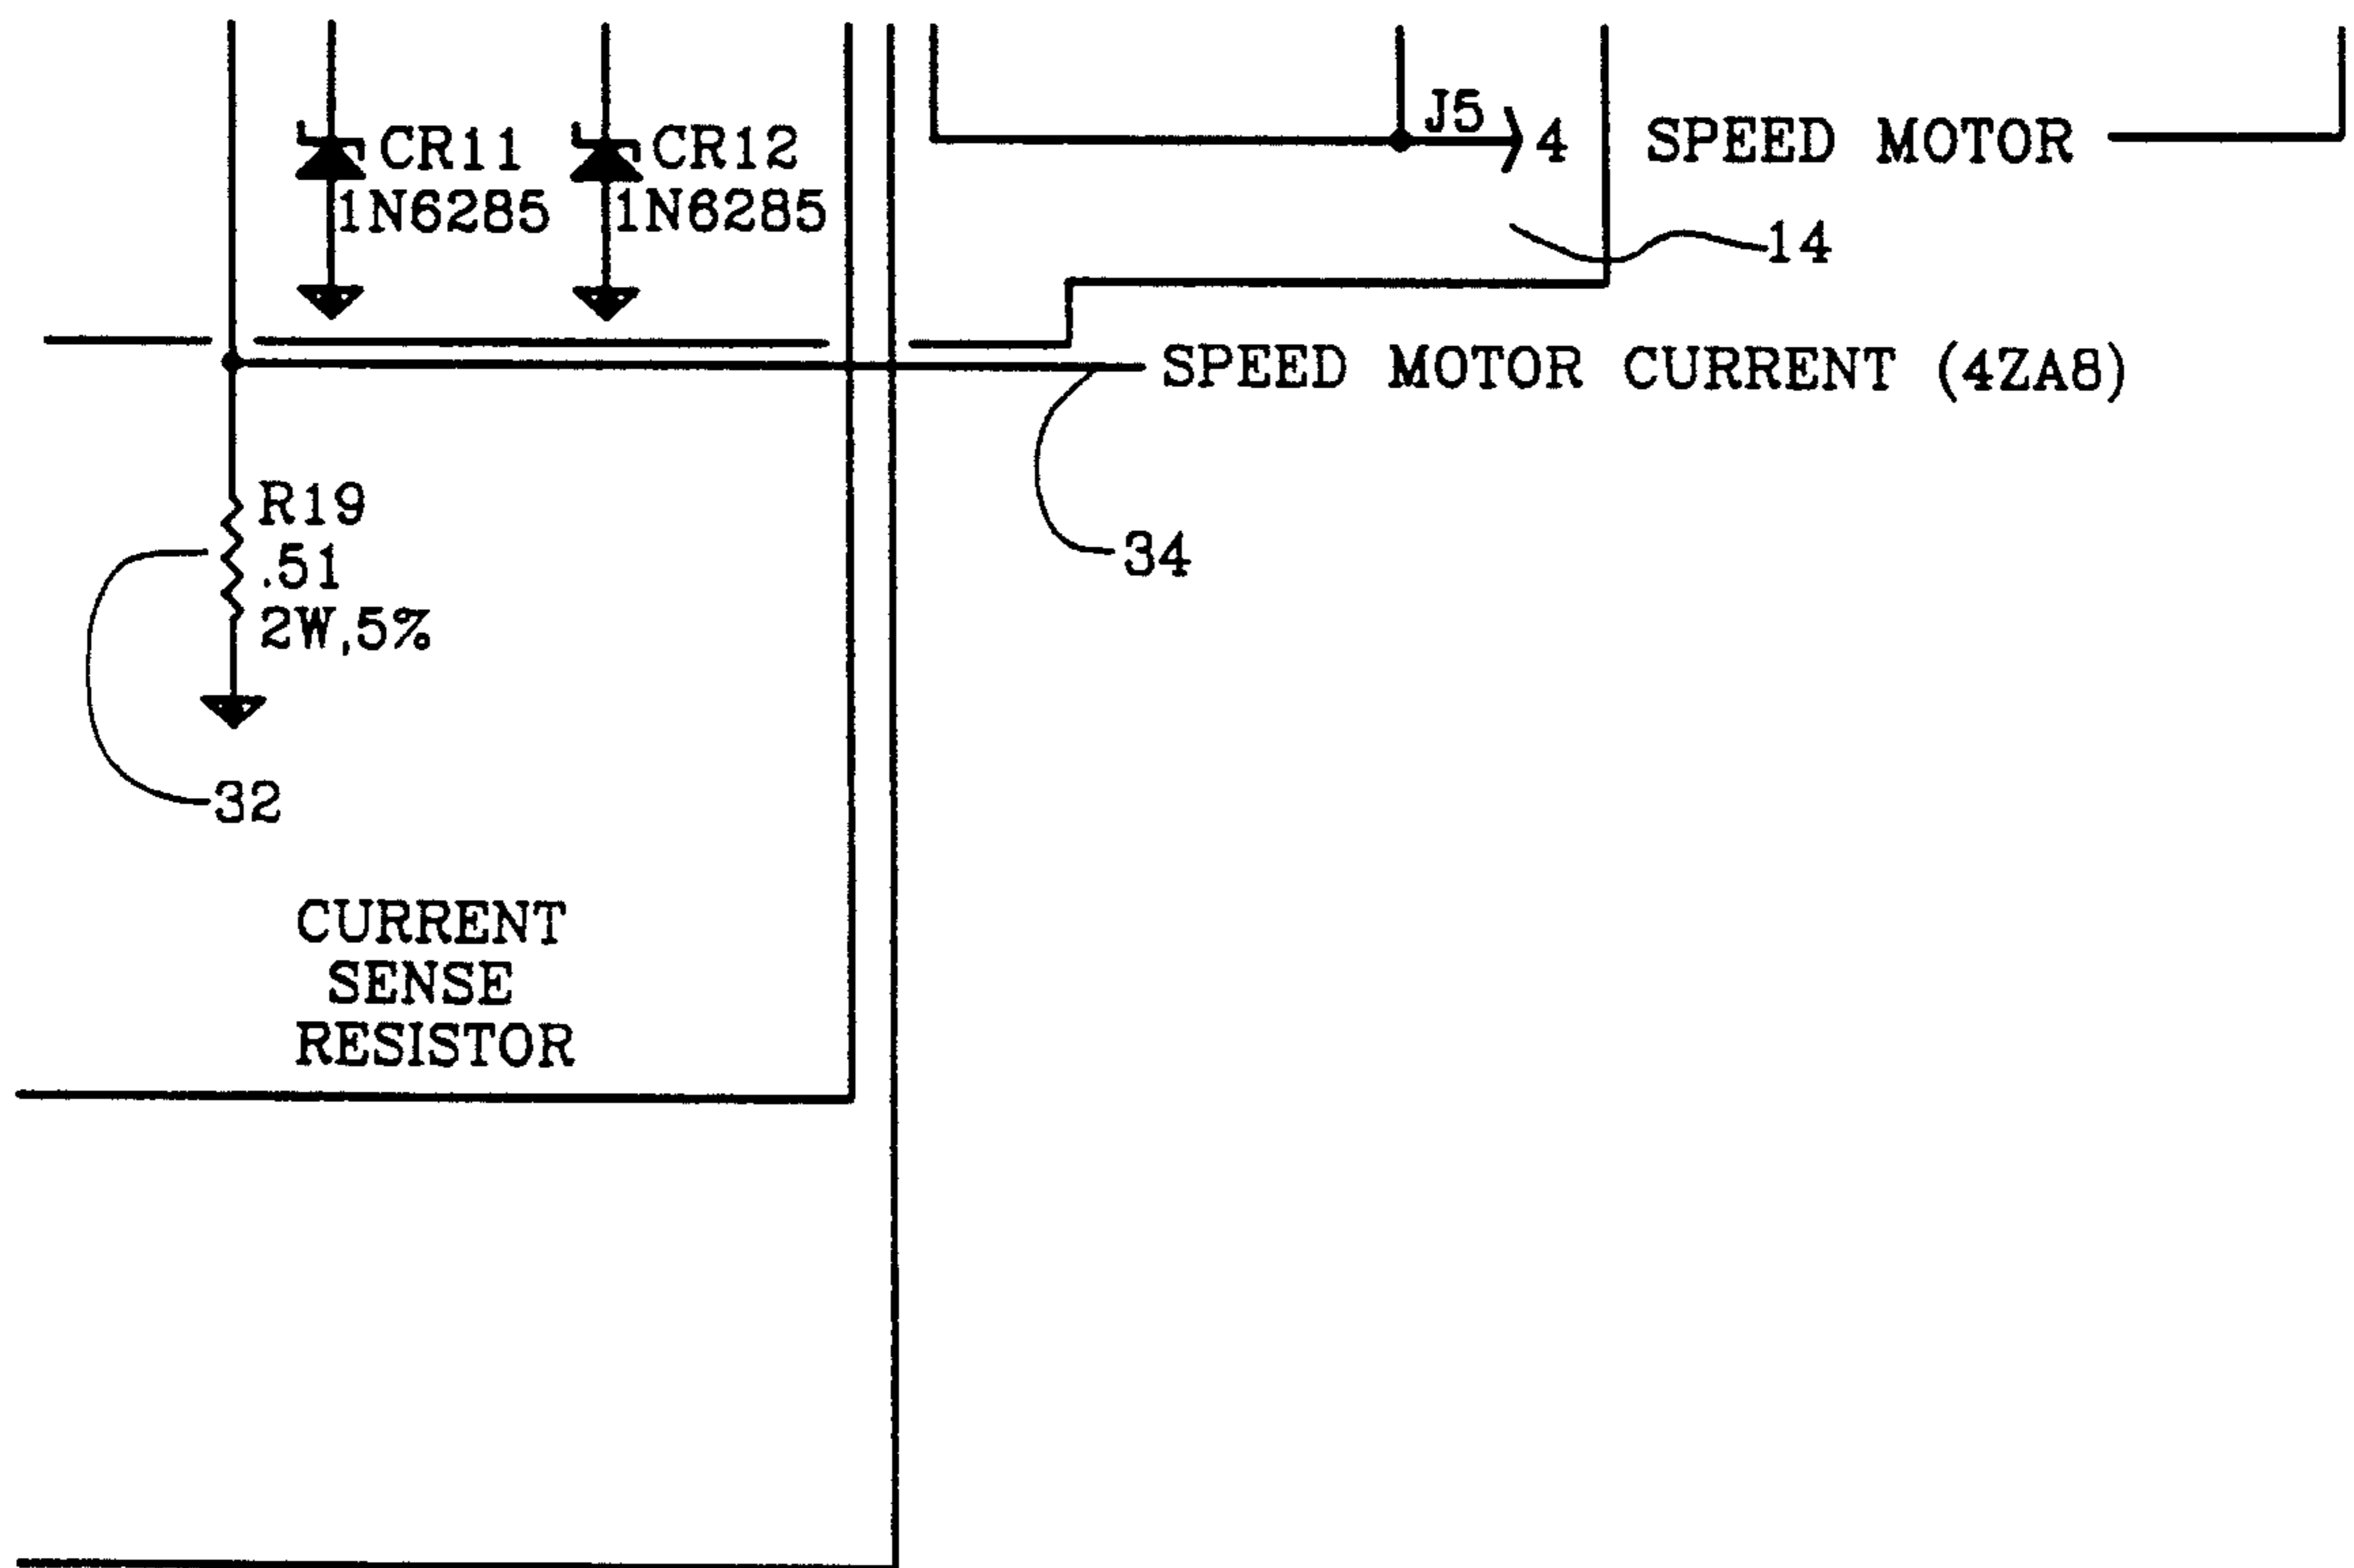 J5
CR11
1N6285
CR12
1N6285
4
SPEED MOTOR
14
SPEED MOTOR CURRENT (4ZA8)
R19
.51
2W,5%
34
32
CURRENT
SENSE
RESISTOR